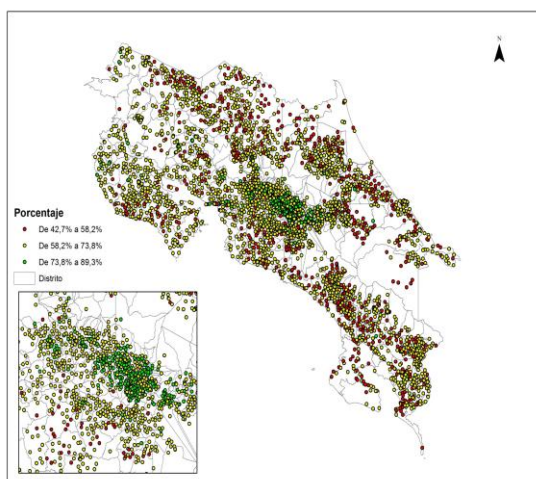 N
Porcentaje
De 42,7% a 58,2%
De 58,2% a 73,8%
De 73,8% a 89,3%
Distrito